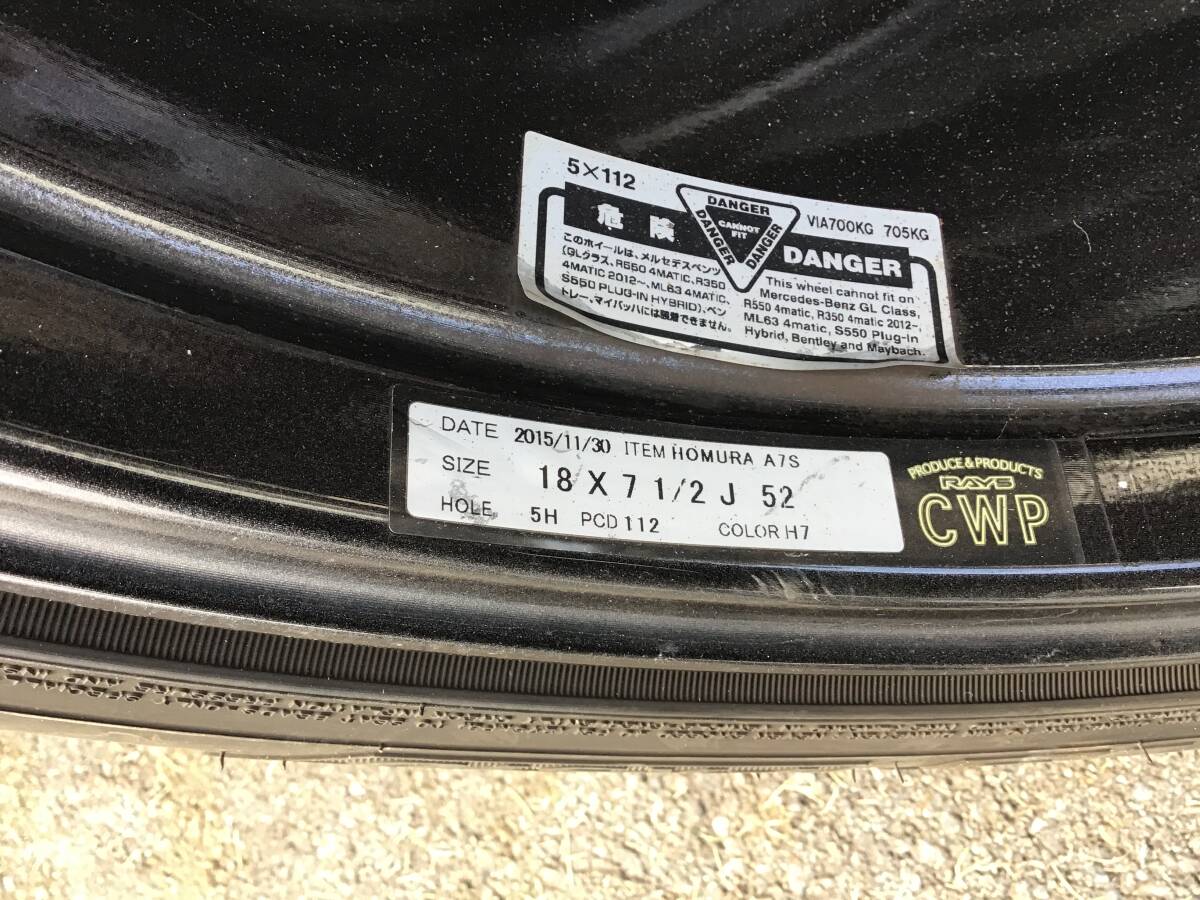 5×112
VIA700KG 705KG
危険
DANGER
DANGER
DANGER
CANNOT
FIT
DANGER
このホイールは、メルセデスベンツ
(GLクラス、R550 4MATIC、R350
4MATIC 2012～、ML63 4MATIC、
S550 PLUG-IN HYBRID)、ベン
トレー、マイバッハには装着できません。
This wheel cannot fit on
Mercedes-Benz GL Class,
R550 4matic, R350 4matic 2012~,
ML63 4matic, S550 Plug-in
Hybrid, Bentley and Maybach.
DATE 2015/11/30 ITEM HOMURA A7S
SIZE 18 X 7 1/2 J 52
HOLE 5H PCD 112 COLOR H7
PRODUCE & PRODUCTS
RAYS
CWP